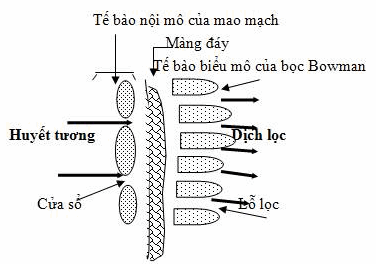 Tế bào nội mô của mao mạch
Màng đáy
Tế bào biểu mô của bọc Bowman
Huyết tương
Dịch lọc
Cửa sổ
Lỗ lọc